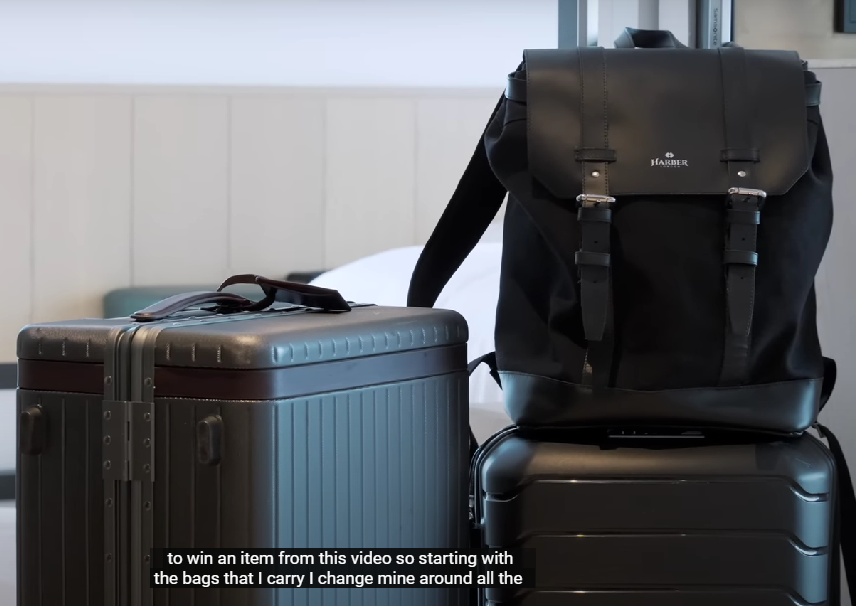 HARBER
to win an item from this video so starting with
the bags that I carry I change mine around all the